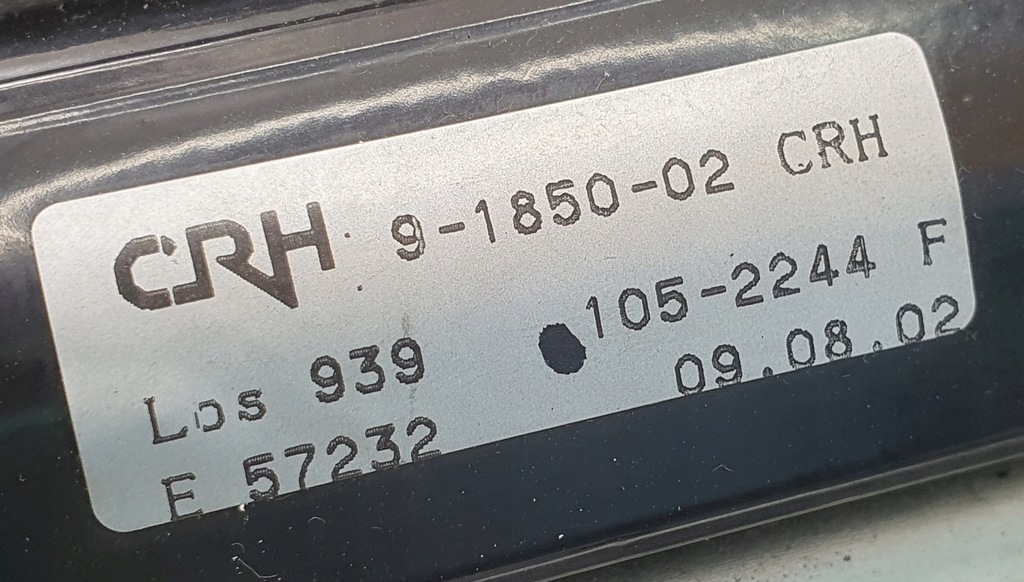 CRH 9-1850-02 CRH
105-2244 F
Los 939 09.08.02
E 57232